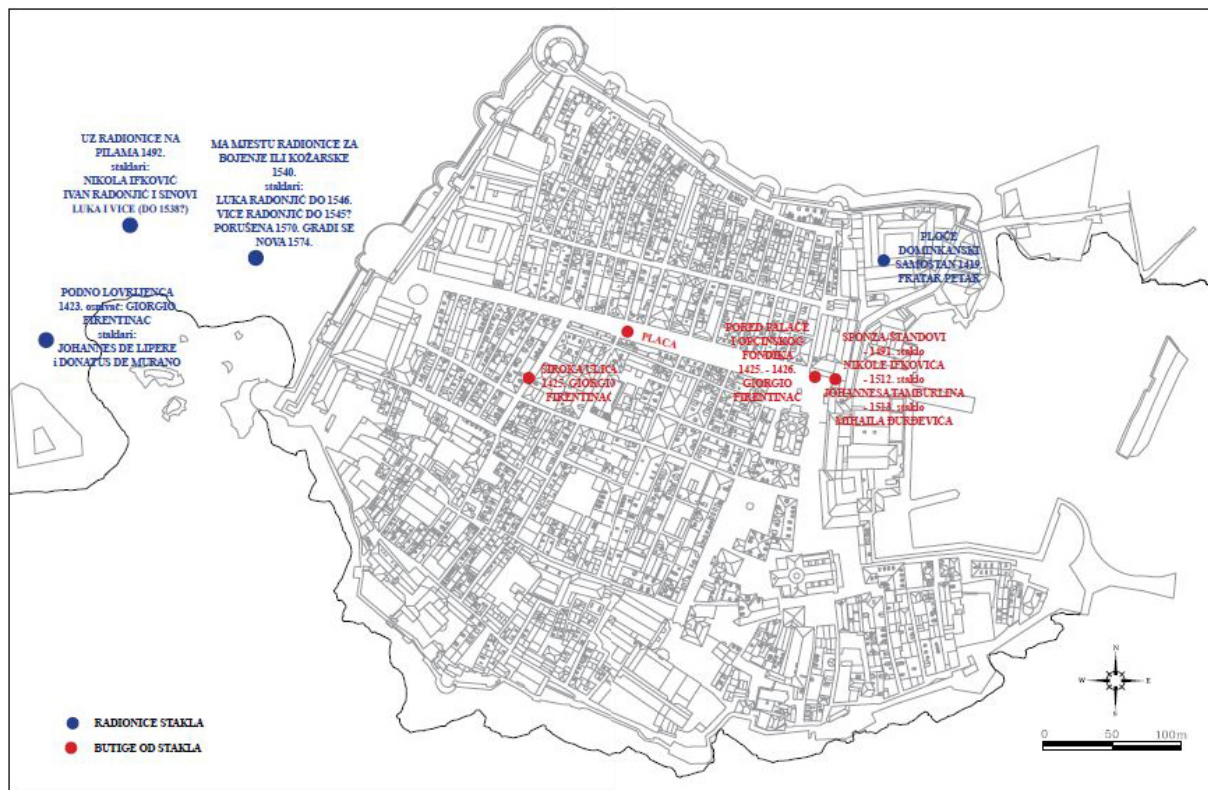 UZ RADIONICE NA
PILAMA 1492.
staklari:
NIKOLA IFKOVIĆ
IVAN RADONJIĆ I SINOVI
LUKA I VICE (DO 1538?)
MA MJESTU RADIONICE ZA
BOJENJE ILI KOŽARSKE
1540.
staklari:
LUKA RADONJIĆ DO 1546.
VICE RADONJIĆ DO 1545?
PORUŠENA 1570. GRADI SE
NOVA 1574.
PODNO LOVRIJENCA
1423. osnivač: GIORGIO
FIRENTINAC
staklari:
JOHANNES DE LIPEKE
i DONATUS DE MURANO
PLOČE
DOMINKANSKI
SAMOSTAN 1419
FRATAR PETAK
PLACA
ŠIROKA ULICA
1425. GIORGIO
FIRENTINAC
PORED PALAČE
I OPĆINSKOG
FONDIKA
1425. - 1426.
GIORGIO
FIRENTINAC
SPONZA/ŠTANDOVI
- 1491. staklo
NIKOLE IFKOVIĆA
- 1512. staklo
JOHANNESA TAMBURLINA
- 1513. staklo
MIHAILA ĐURĐEVIĆA
N
W
E
S
RADIONICE STAKLA
BUTIGE OD STAKLA
0 50 100m